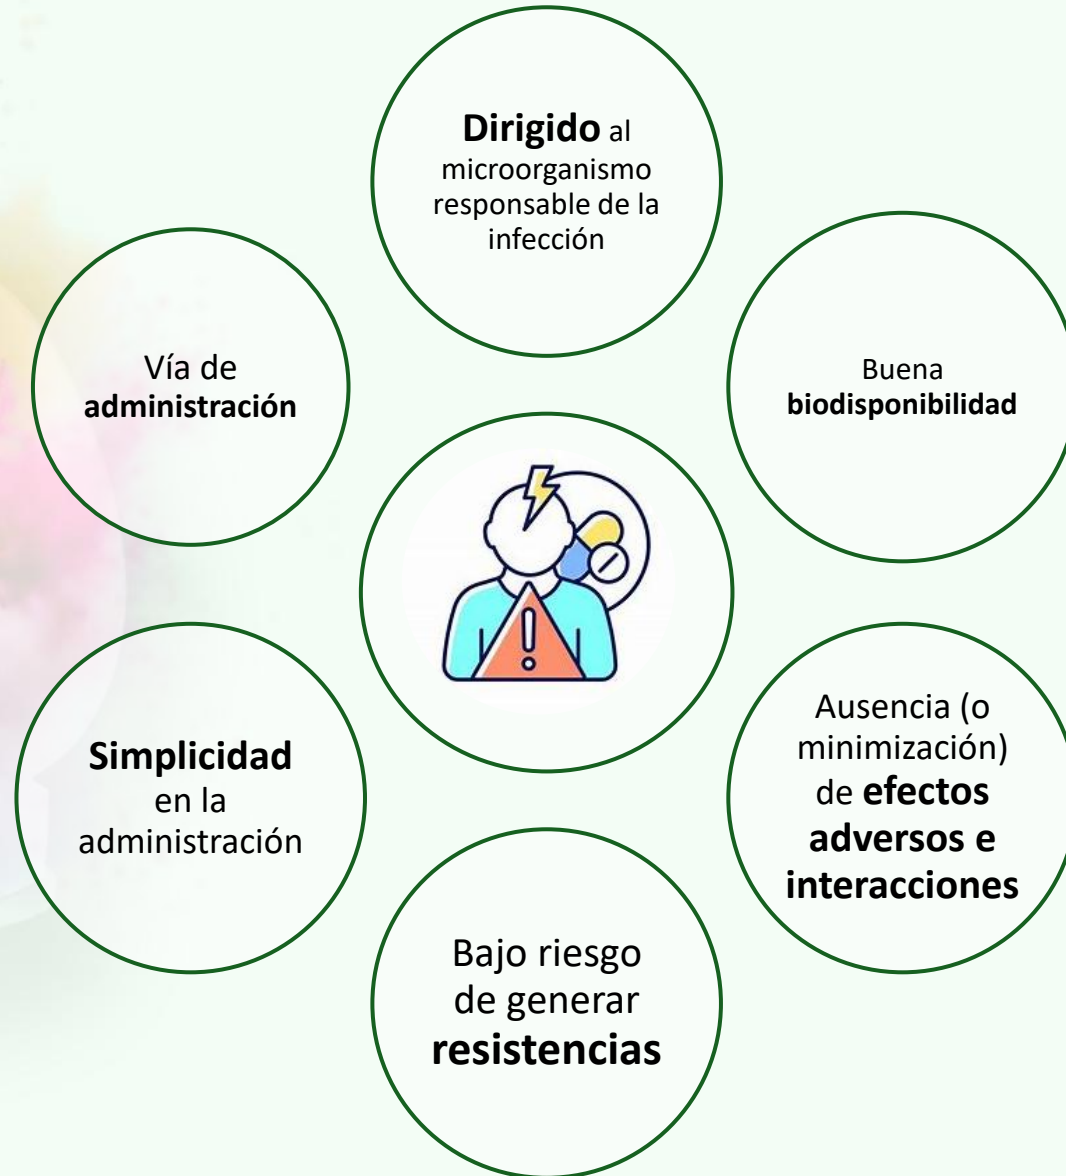 Dirigido al
microorganismo
responsable de la
infección
Vía de
administración
Buena
biodisponibilidad
Simplicidad
en la
administración
Ausencia (o
minimización)
de efectos
adversos e
interacciones
Bajo riesgo
de generar
resistencias